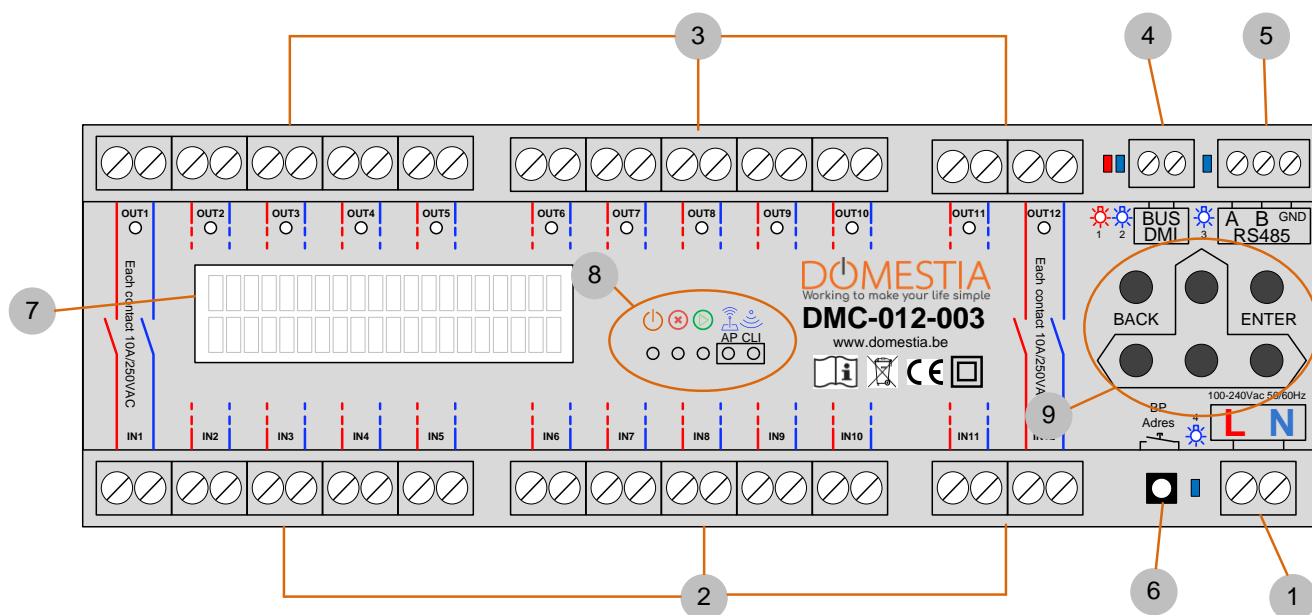 3
4
5
OUT1
OUT2
OUT3
OUT4
OUT5
OUT6
OUT7
OUT8
OUT9
OUT10
OUT11
OUT12
1
2
BUS
DMI
3
A B GND
RS485
7
Each contact 10A/250VAC
8
AP CLI
DOMESTIA
Working to make your life simple
DMC-012-003
www.domestia.be
i
CE
Each contact 10A/250VA
BACK
ENTER
9
100-240Vac 50/60Hz
BP
Adres
4
L N
IN1
IN2
IN3
IN4
IN5
IN6
IN7
IN8
IN9
IN10
IN11
2
6
1